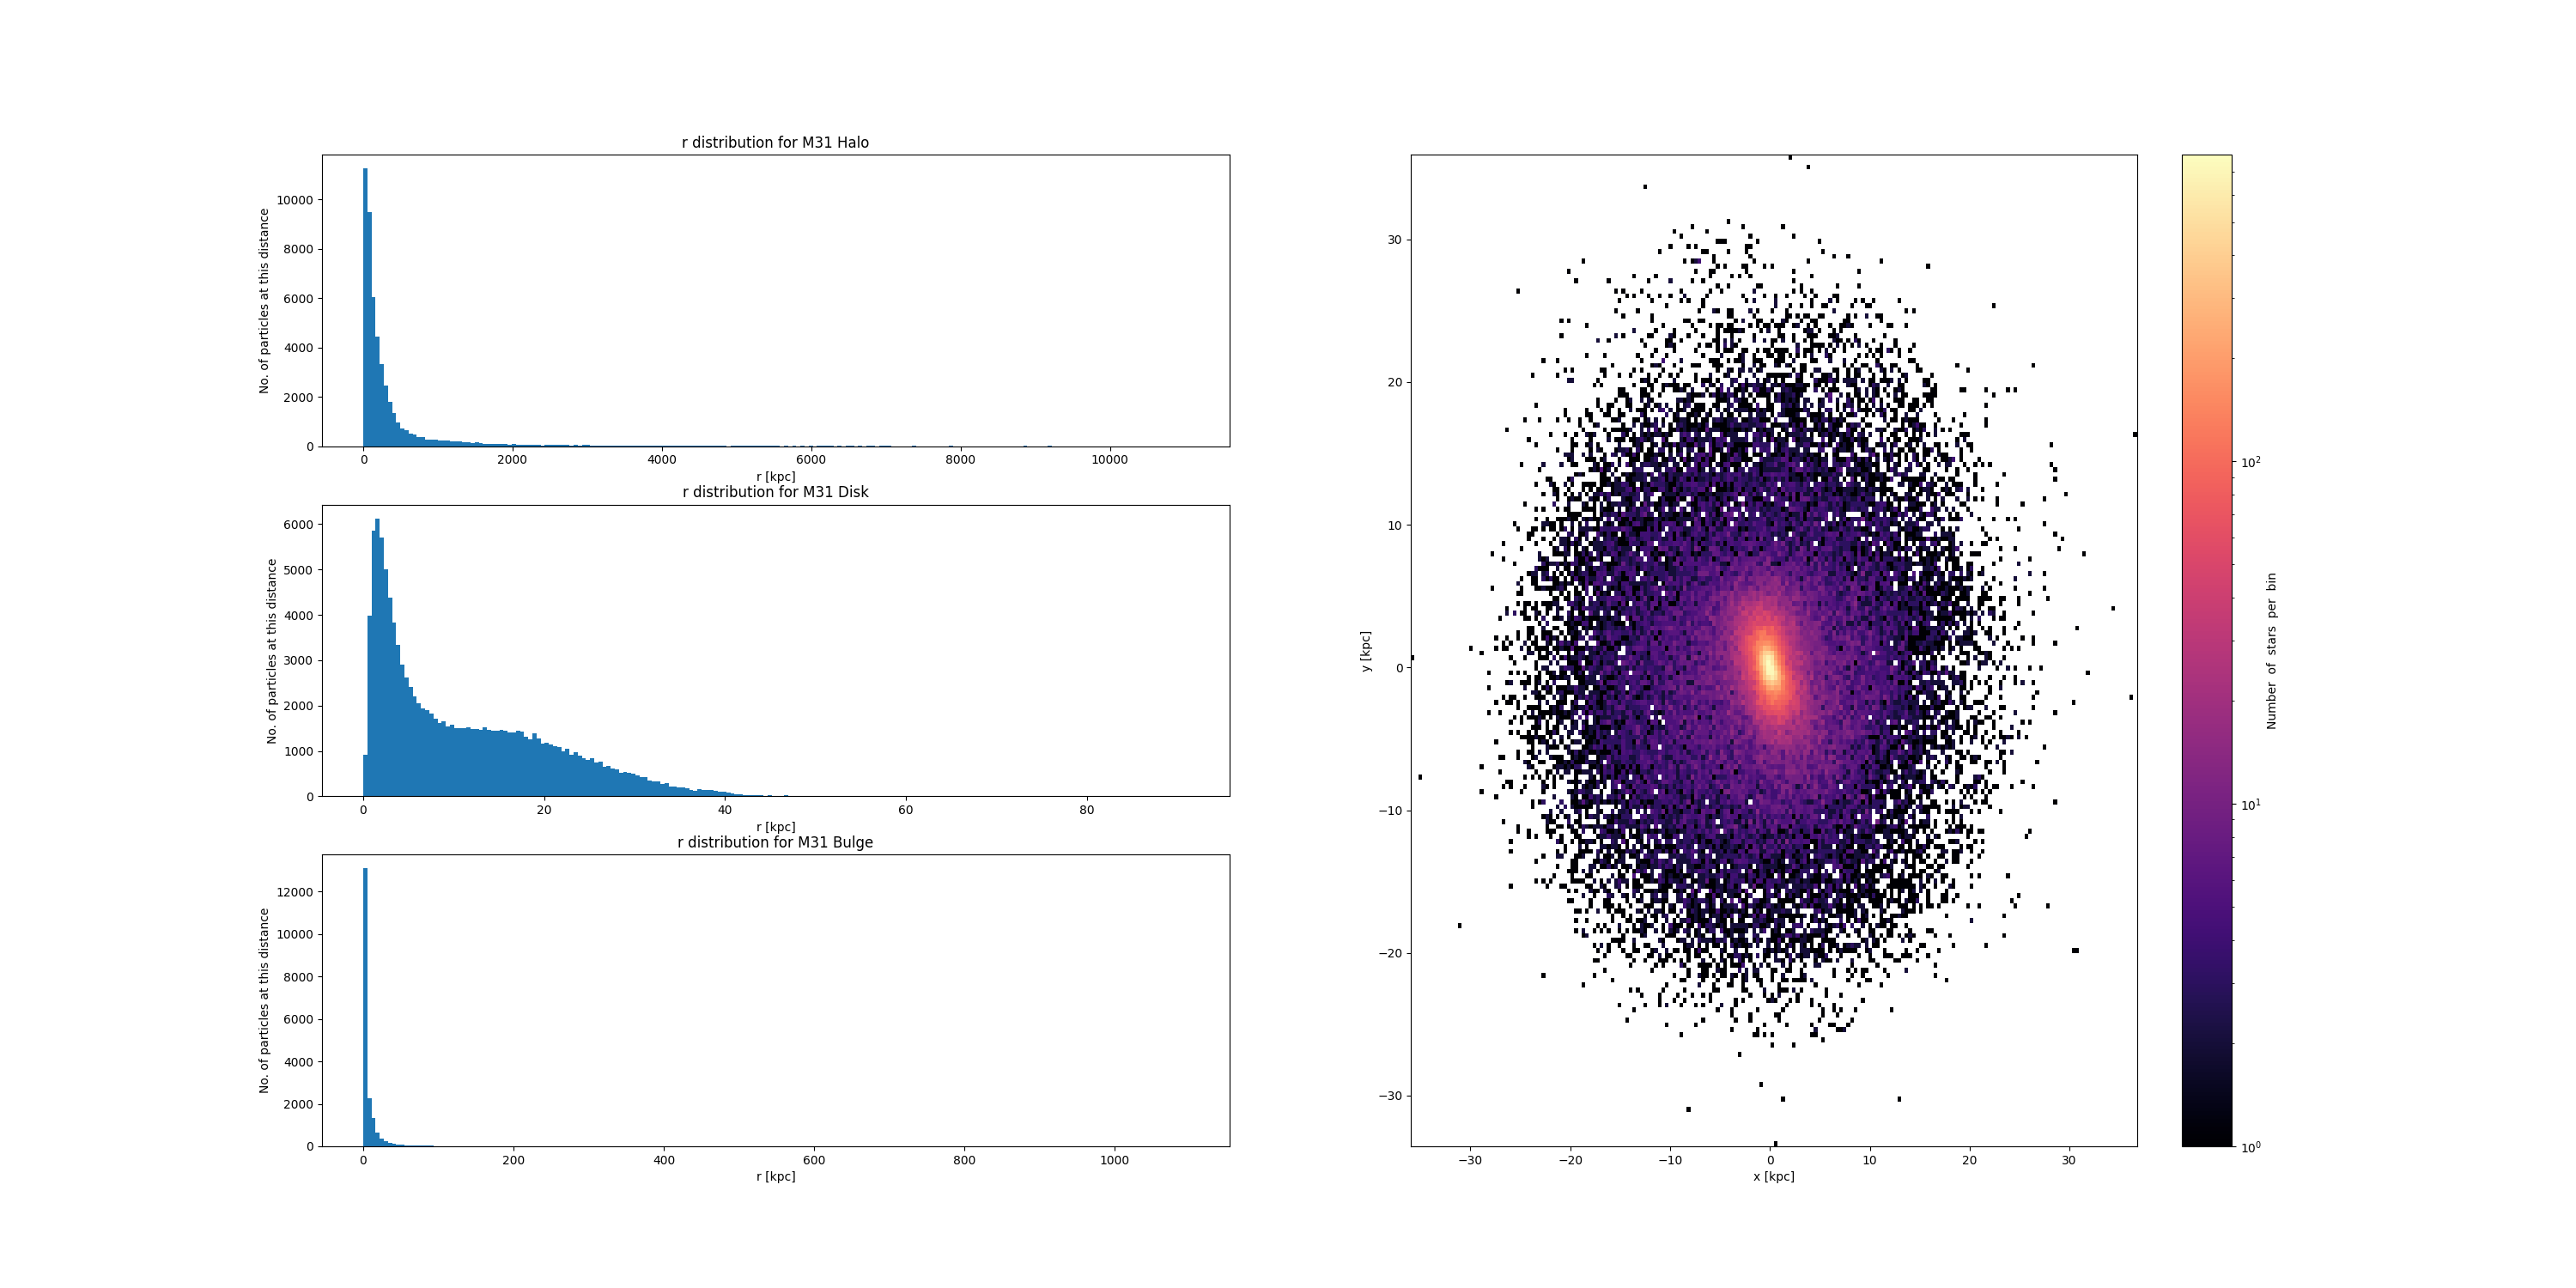 r distribution for M31 Halo
No. of particles at this distance
10000
8000
6000
4000
2000
0
0 2000 4000 6000 8000 10000
r [kpc]
r distribution for M31 Disk
No. of particles at this distance
6000
5000
4000
3000
2000
1000
0
0 20 40 60 80
r [kpc]
r distribution for M31 Bulge
No. of particles at this distance
12000
10000
8000
6000
4000
2000
0
0 200 400 600 800 1000
r [kpc]
y [kpc]
30
20
10
0
−10
−20
−30
−30 −20 −10 0 10 20 30
x [kpc]
10²
10¹
10⁰
Number of stars per bin